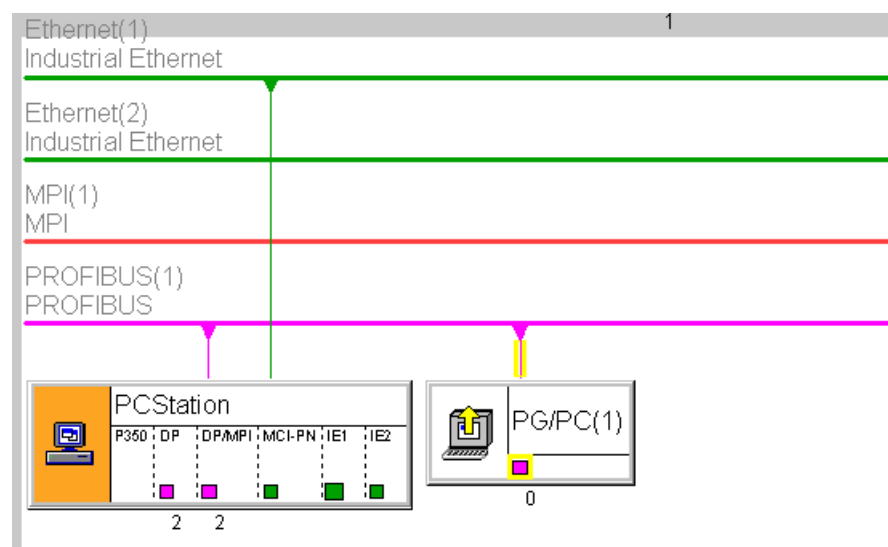 1
Ethernet(1)
Industrial Ethernet
Ethernet(2)
Industrial Ethernet
MPI(1)
MPI
PROFIBUS(1)
PROFIBUS
PCStation
P350 DP DP/MPI MCI-PN IE1 IE2
2 2
PG/PC(1)
0